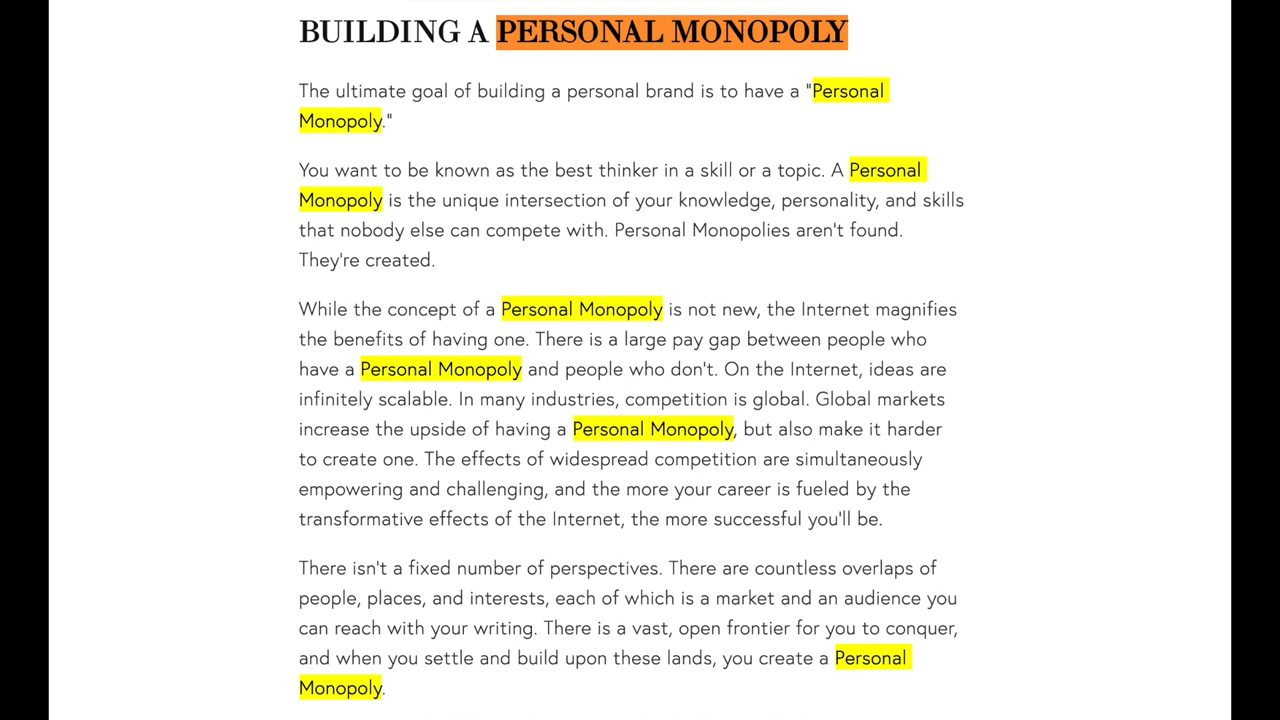 BUILDING A PERSONAL MONOPOLY
The ultimate goal of building a personal brand is to have a "Personal
Monopoly."
You want to be known as the best thinker in a skill or a topic. A Personal
Monopoly is the unique intersection of your knowledge, personality, and skills
that nobody else can compete with. Personal Monopolies aren't found.
They're created.
While the concept of a Personal Monopoly is not new, the Internet magnifies
the benefits of having one. There is a large pay gap between people who
have a Personal Monopoly and people who don't. On the Internet, ideas are
infinitely scalable. In many industries, competition is global. Global markets
increase the upside of having a Personal Monopoly, but also make it harder
to create one. The effects of widespread competition are simultaneously
empowering and challenging, and the more your career is fueled by the
transformative effects of the Internet, the more successful you'll be.
There isn't a fixed number of perspectives. There are countless overlaps of
people, places, and interests, each of which is a market and an audience you
can reach with your writing. There is a vast, open frontier for you to conquer,
and when you settle and build upon these lands, you create a Personal
Monopoly.